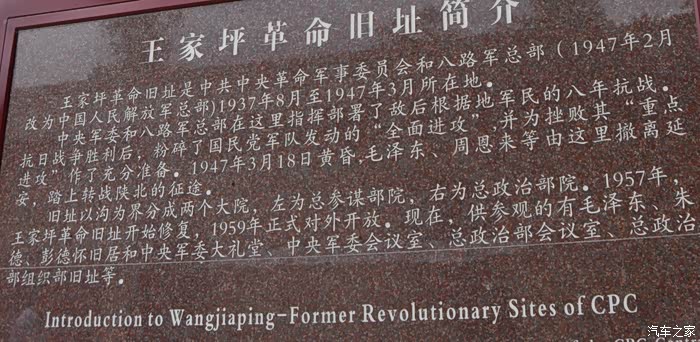 王家坪革命旧址简介
王家坪革命旧址是中共中央革命军事委员会和八路军总部（1947年2月
改为中国人民解放军总部)1937年8月至1947年3月所在地。
中央军委和八路军总部在这里指挥部署了敌后根据地军民的八年抗战。
抗日战争胜利后，粉碎了国民党军队发动的“全面进攻”，并为挫败其“重点
进攻”作了充分准备。1947年3月18日黄昏,毛泽东、周恩来等由这里撤离延
安，踏上转战陕北的征途。
旧址以沟为界分成两个大院，左为总参谋部院，右为总政治部院。1957年，
王家坪革命旧址开始修复，1959年正式对外开放。现在，供参观的有毛泽东、朱
德、彭德怀旧居和中央军委大礼堂、中央军委会议室、总政治部会议室、总政治
部组织部旧址等。
Introduction to Wangjiaping-Former Revolutionary Sites of CPC
汽车之家